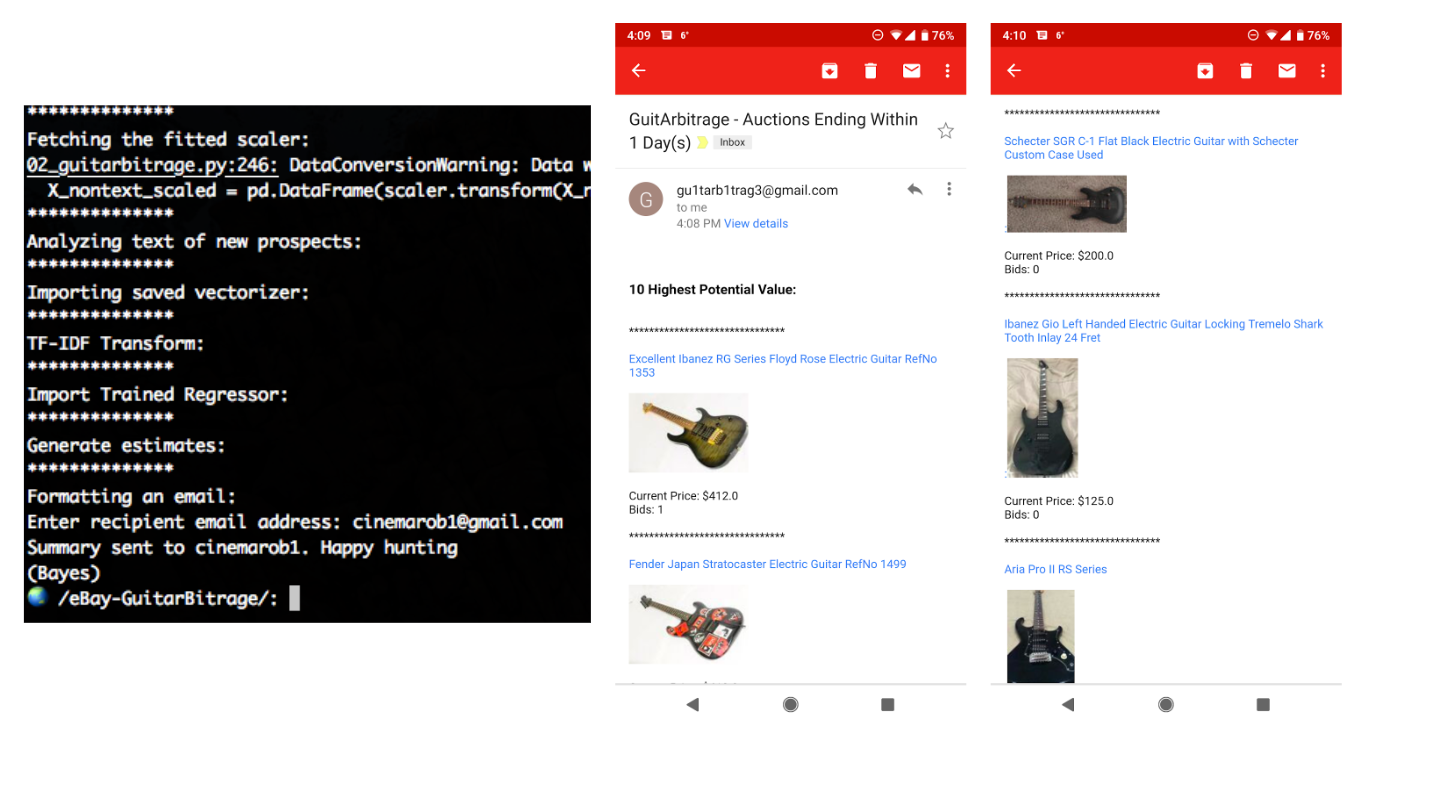 **************
Fetching the fitted scaler:
02_guitarbitrage.py:246: DataConversionWarning: Data
X_nontext_scaled = pd.DataFrame(scaler.transform(X_
**************
Analyzing text of new prospects:
**************
Importing saved vectorizer:
**************
TF-IDF Transform:
**************
Import Trained Regressor:
**************
Generate estimates:
**************
Formatting an email:
Enter recipient email address: cinemarob1@gmail.com
Summary sent to cinemarob1. Happy hunting
(Bayes)
/eBay-GuitarBitrage/:
4:09 6° 76%
GuitArbitrage - Auctions Ending Within
1 Day(s) Inbox
G
gu1tarb1trag3@gmail.com
to me
4:08 PM View details
10 Highest Potential Value:
*******************************
Excellent Ibanez RG Series Floyd Rose Electric Guitar RefNo
1353
Current Price: $412.0
Bids: 1
*******************************
Fender Japan Stratocaster Electric Guitar RefNo 1499
4:10 6° 76%
*******************************
Schecter SGR C-1 Flat Black Electric Guitar with Schecter
Custom Case Used
Current Price: $200.0
Bids: 0
*******************************
Ibanez Gio Left Handed Electric Guitar Locking Tremelo Shark
Tooth Inlay 24 Fret
Current Price: $125.0
Bids: 0
*******************************
Aria Pro II RS Series